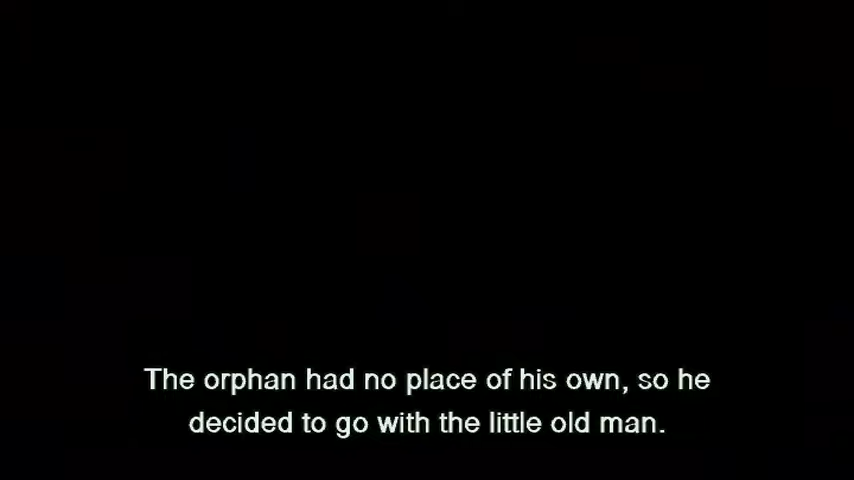 The orphan had no place of his own, so he
decided to go with the little old man.